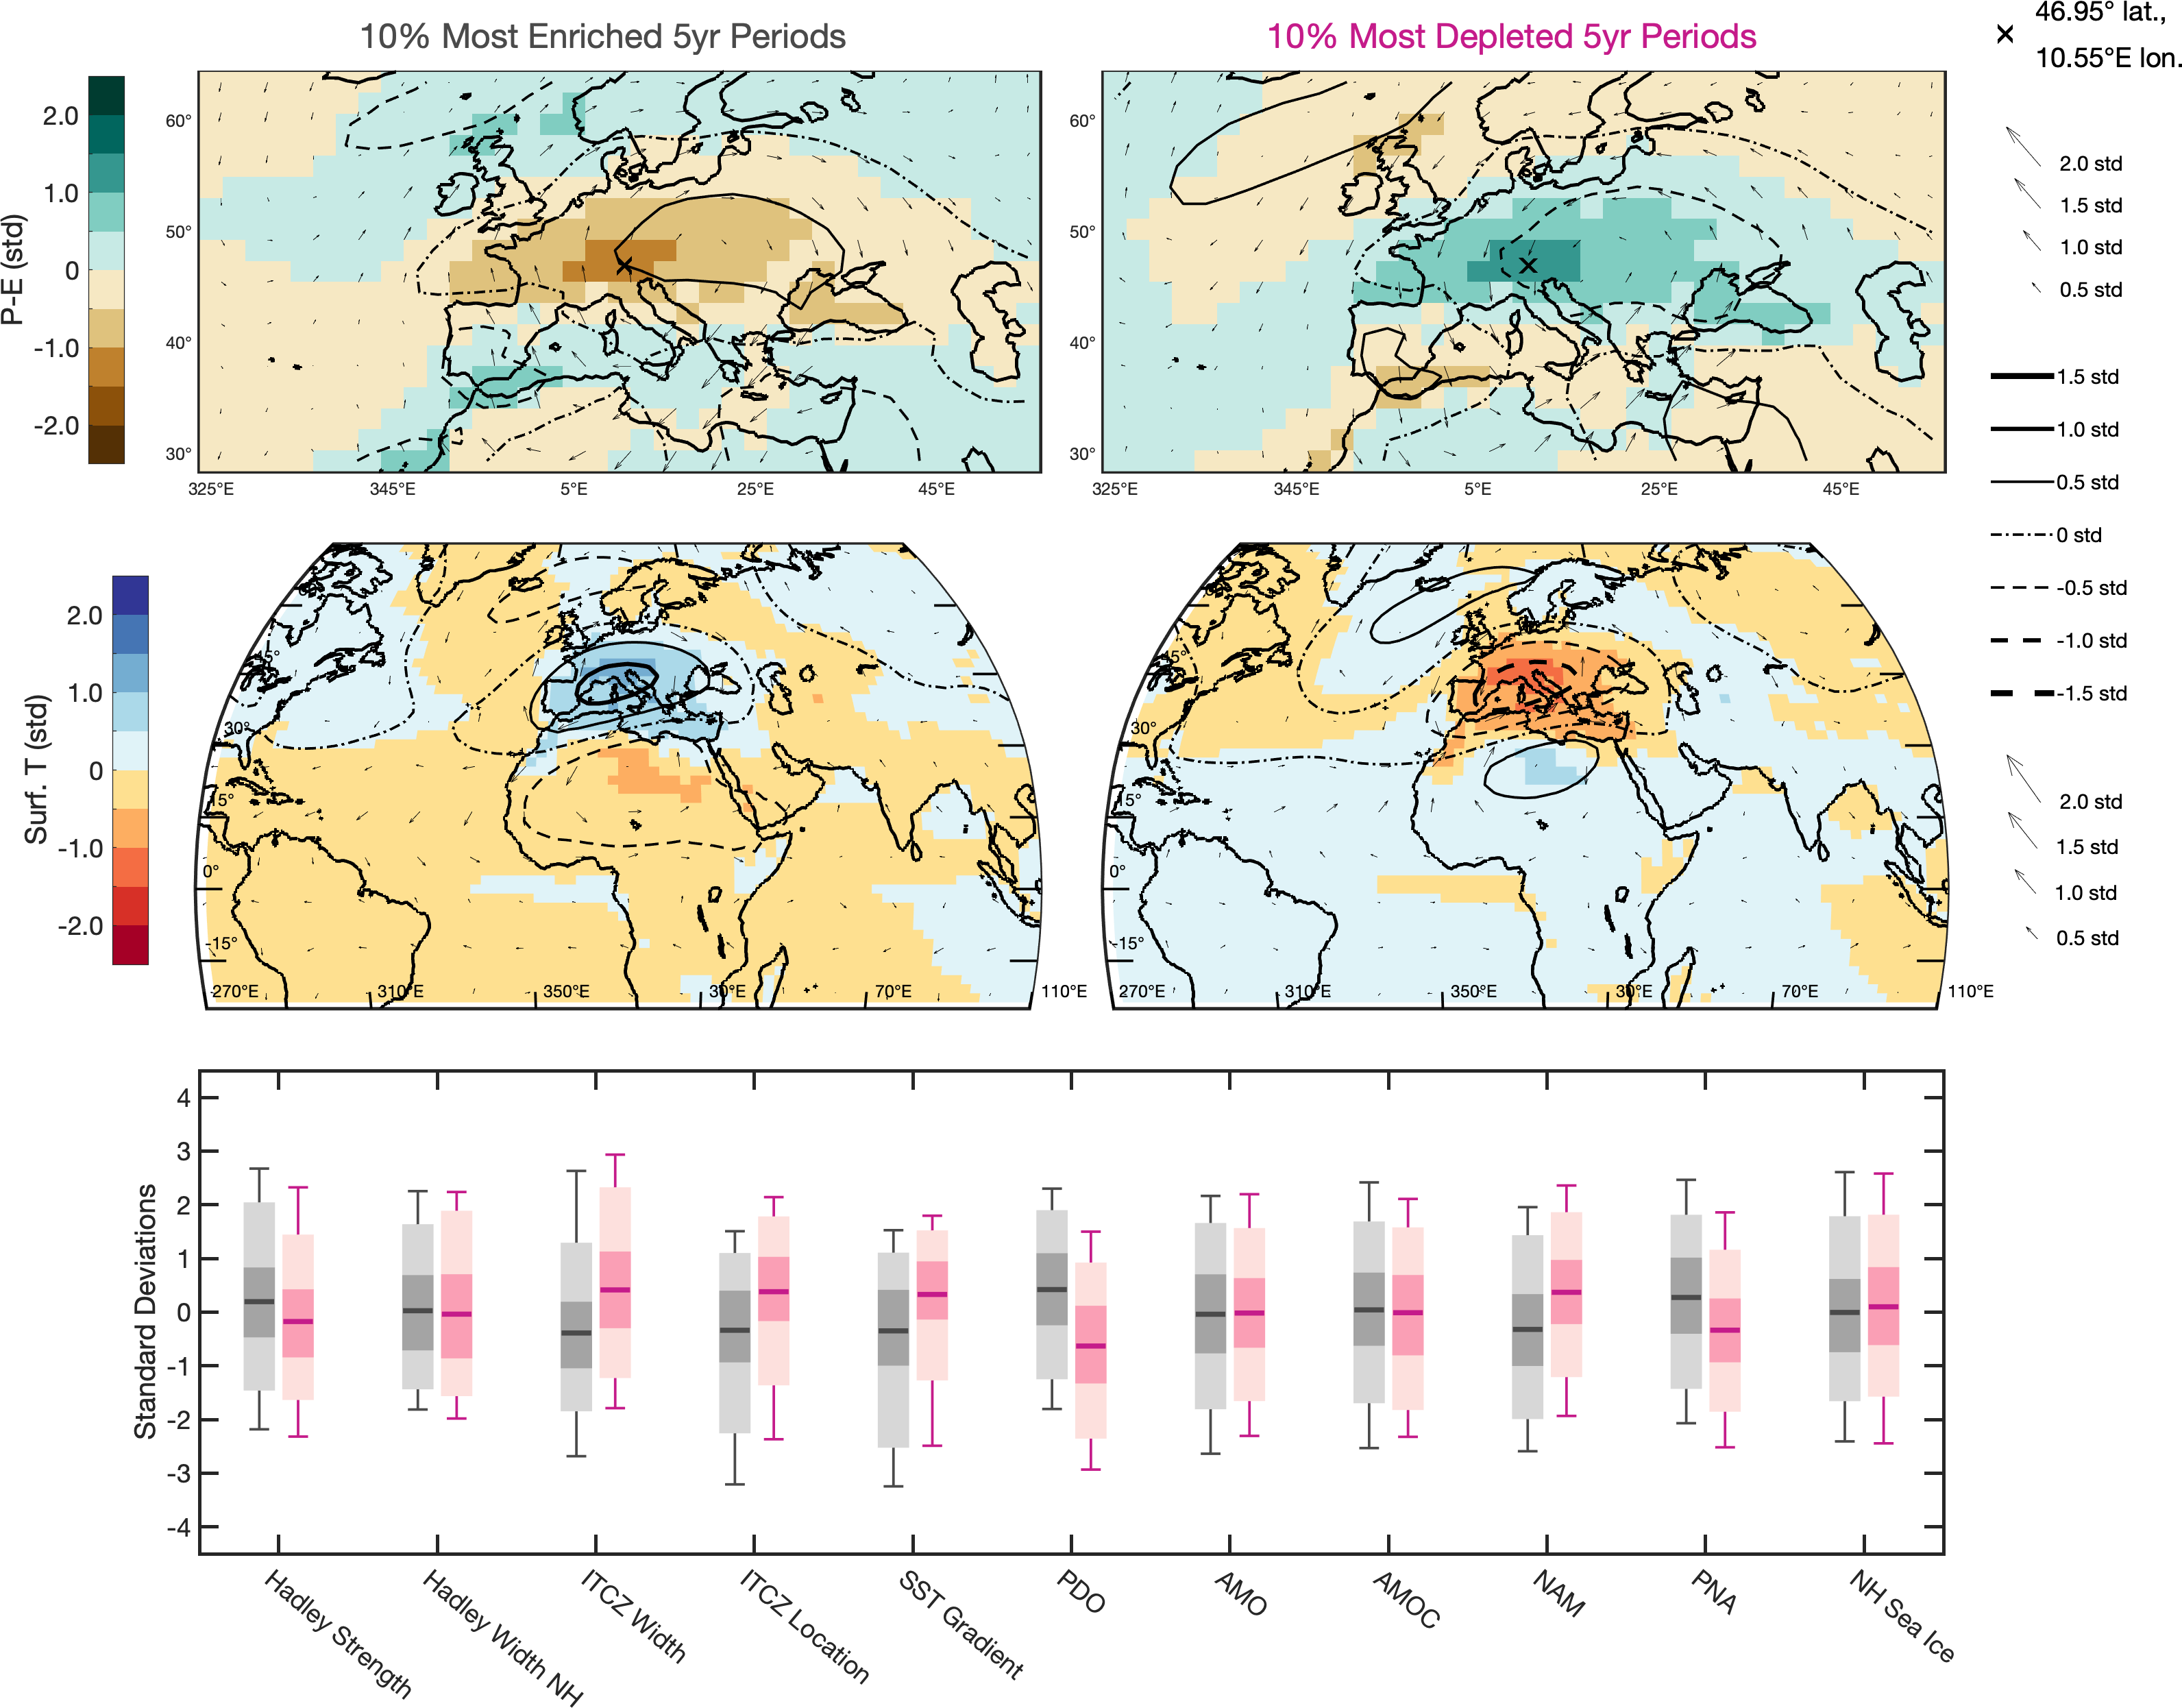 10% Most Enriched 5yr Periods
10% Most Depleted 5yr Periods
46.95° lat.,
10.55°E lon.
P-E (std)
2.0
1.0
0
-1.0
-2.0
60°
50°
40°
30°
325°E 345°E 5°E 25°E 45°E
60°
50°
40°
30°
325°E 345°E 5°E 25°E 45°E
2.0 std
1.5 std
1.0 std
0.5 std
1.5 std
1.0 std
0.5 std
0 std
-0.5 std
-1.0 std
-1.5 std
Surf. T (std)
2.0
1.0
0
-1.0
-2.0
30°
15°
0°
-15°
270°E 310°E 350°E 30°E 70°E 110°E
30°
15°
0°
-15°
270°E 310°E 350°E 30°E 70°E 110°E
2.0 std
1.5 std
1.0 std
0.5 std
Standard Deviations
4
3
2
1
0
-1
-2
-3
-4
Hadley Strength
Hadley Width NH
ITCZ Width
ITCZ Location
SST Gradient
PDO
AMO
AMOC
NAM
PNA
NH Sea Ice